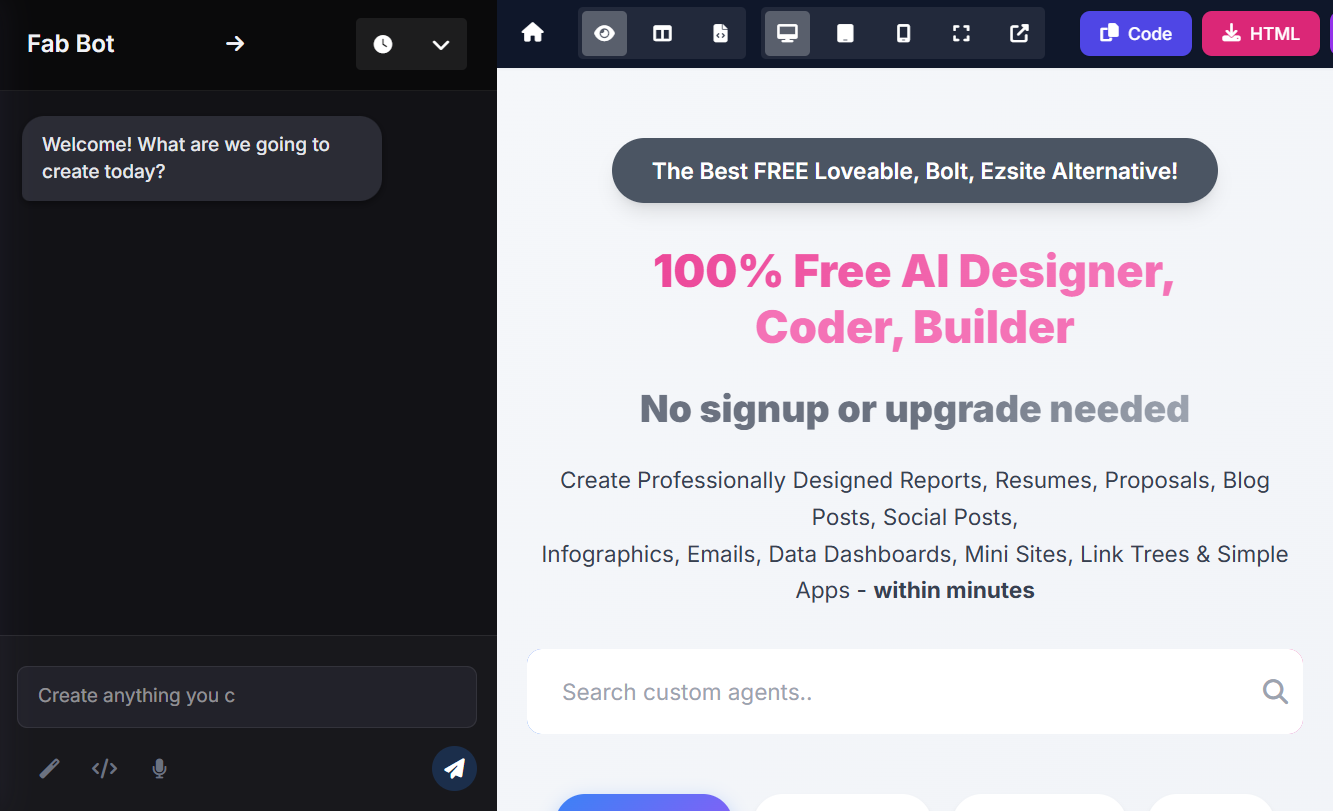 Fab Bot
Code
HTML
Welcome! What are we going to
create today?
The Best FREE Loveable, Bolt, Ezsite Alternative!
100% Free AI Designer,
Coder, Builder
No signup or upgrade needed
Create Professionally Designed Reports, Resumes, Proposals, Blog
Posts, Social Posts,
Infographics, Emails, Data Dashboards, Mini Sites, Link Trees & Simple
Apps - within minutes
Search custom agents..
Create anything you c